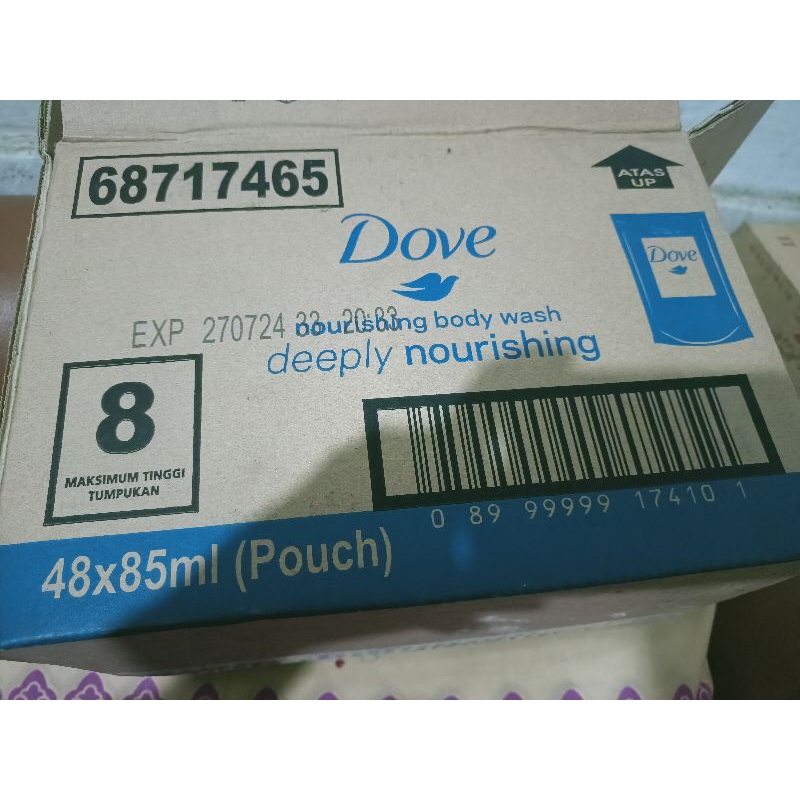 68717465
ATAS
UP
Dove
Dove
EXP 270724
nourishing body wash
deeply nourishing
8
MAKSIMUM TINGGI
TUMPUKAN
0 89 99999 17410 1
48x85ml (Pouch)